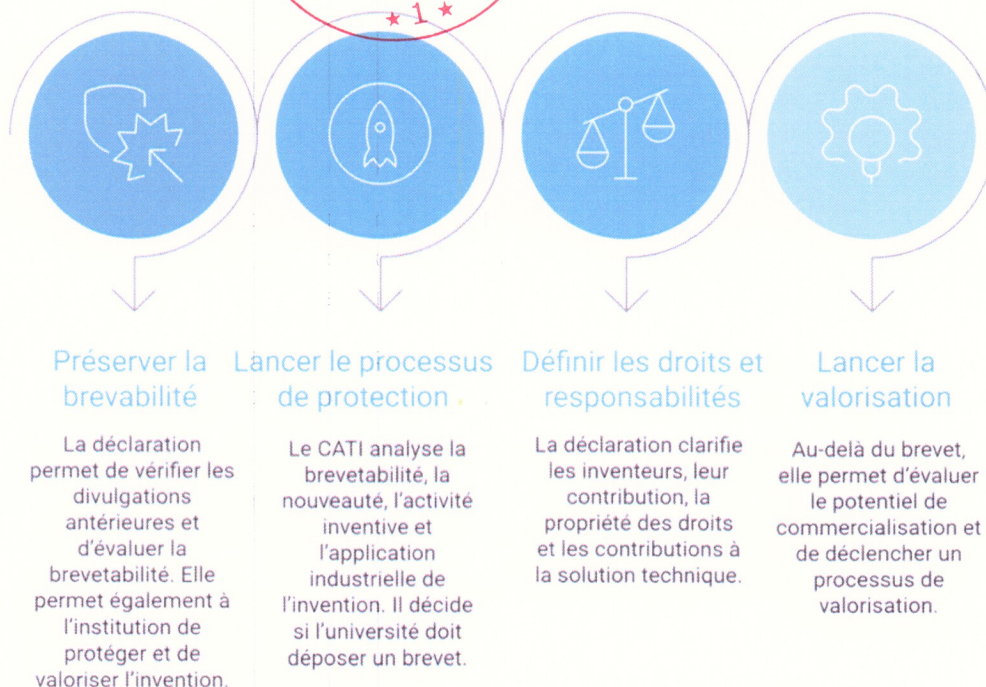 ★ 1 ★
Préserver la
brevabilité
La déclaration
permet de vérifier les
divulgations
antérieures et
d'évaluer la
brevetabilité. Elle
permet également à
l'institution de
protéger et de
valoriser l'invention.
Lancer le processus
de protection
Le CATI analyse la
brevetabilité, la
nouveauté, l'activité
inventive et
l'application
industrielle de
l'invention. Il décide
si l'université doit
déposer un brevet.
Définir les droits et
responsabilités
La déclaration clarifie
les inventeurs, leur
contribution, la
propriété des droits
et les contributions à
la solution technique.
Lancer la
valorisation
Au-delà du brevet,
elle permet d'évaluer
le potentiel de
commercialisation et
de déclencher un
processus de
valorisation.